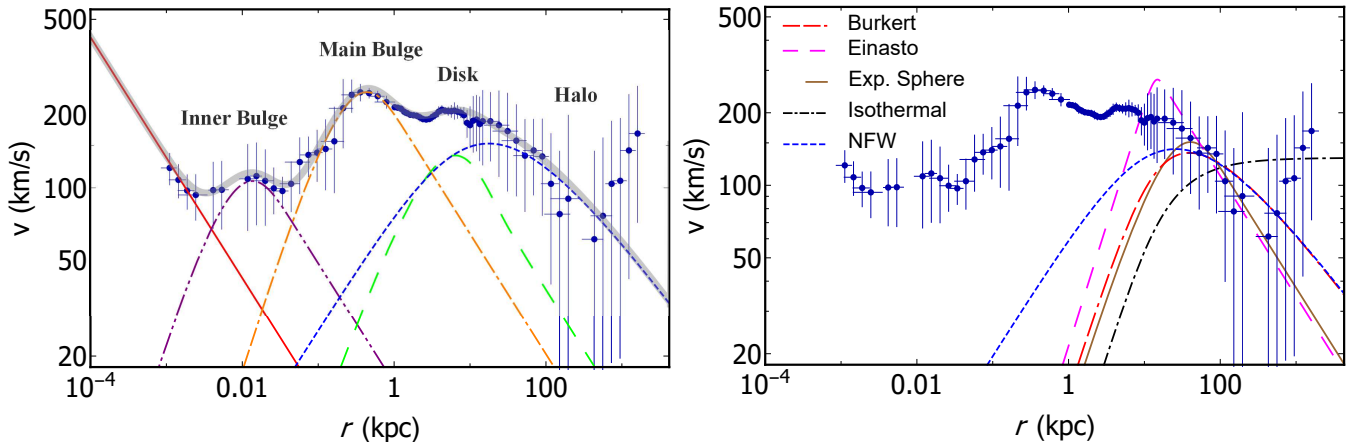 500
200
100
50
20
v (km/s)
Inner Bulge
Main Bulge
Disk
Halo
10⁻⁴
0.01
1
100
r (kpc)
500
200
100
50
20
v (km/s)
Burkert
Einasto
Exp. Sphere
Isothermal
NFW
10⁻⁴
0.01
1
100
r (kpc)